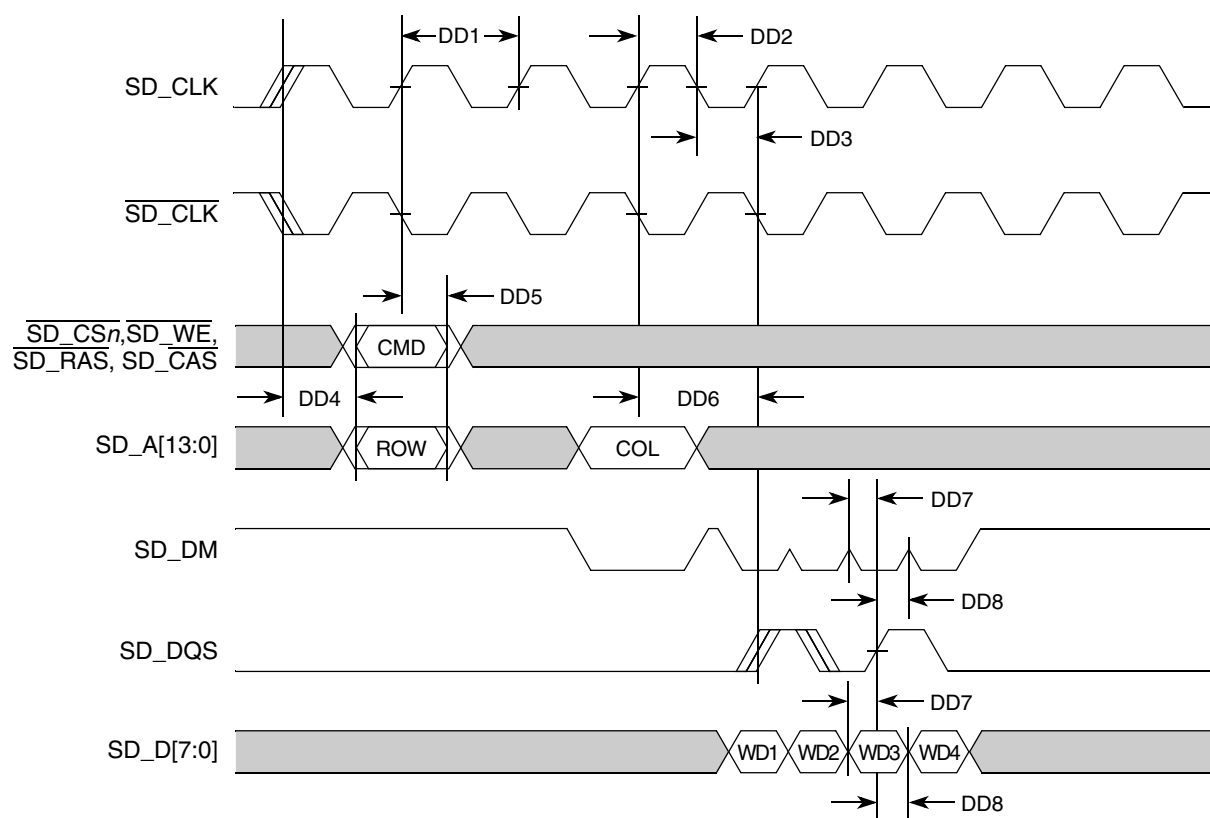 DD1
DD2
SD_CLK
DD3
SD_CLK
DD5
SD_CSn,SD_WE,
SD_RAS, SD_CAS
CMD
DD4
DD6
SD_A[13:0]
ROW
COL
DD7
SD_DM
DD8
SD_DQS
DD7
SD_D[7:0]
WD1
WD2
WD3
WD4
DD8